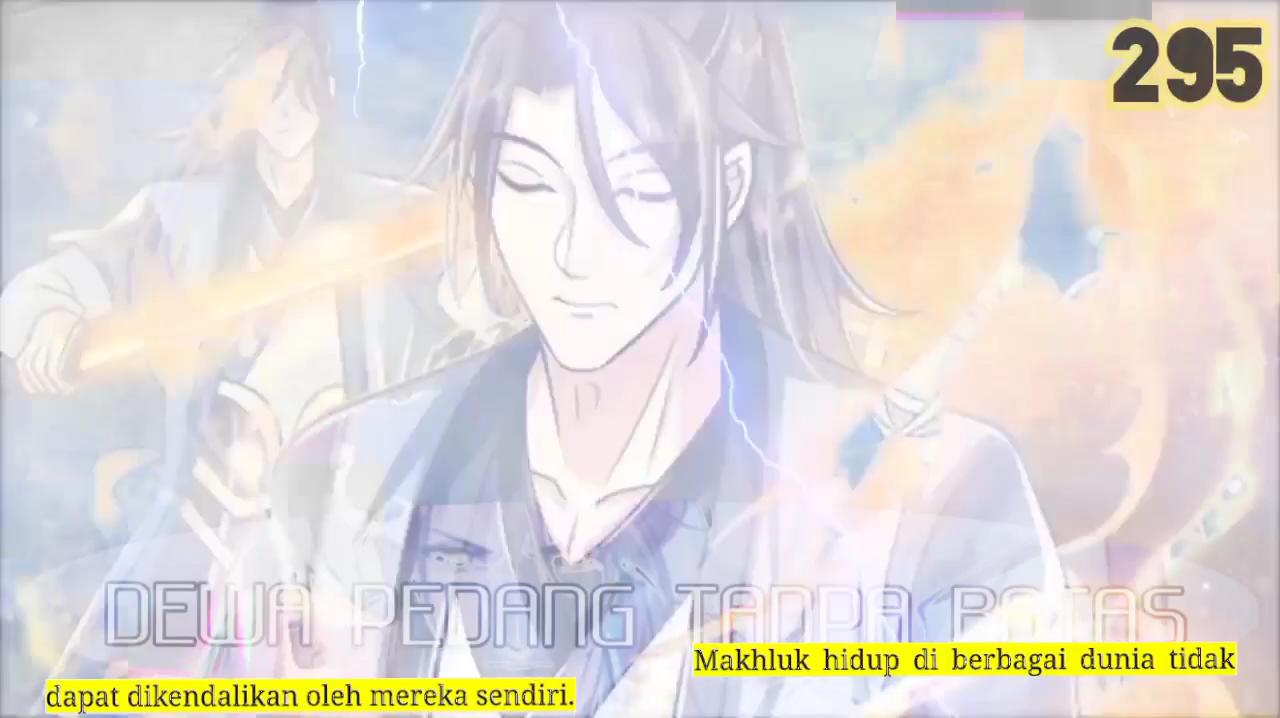 295
DEWA PEDANG TANPA BATAS
Makhluk hidup di berbagai dunia tidak
dapat dikendalikan oleh mereka sendiri.